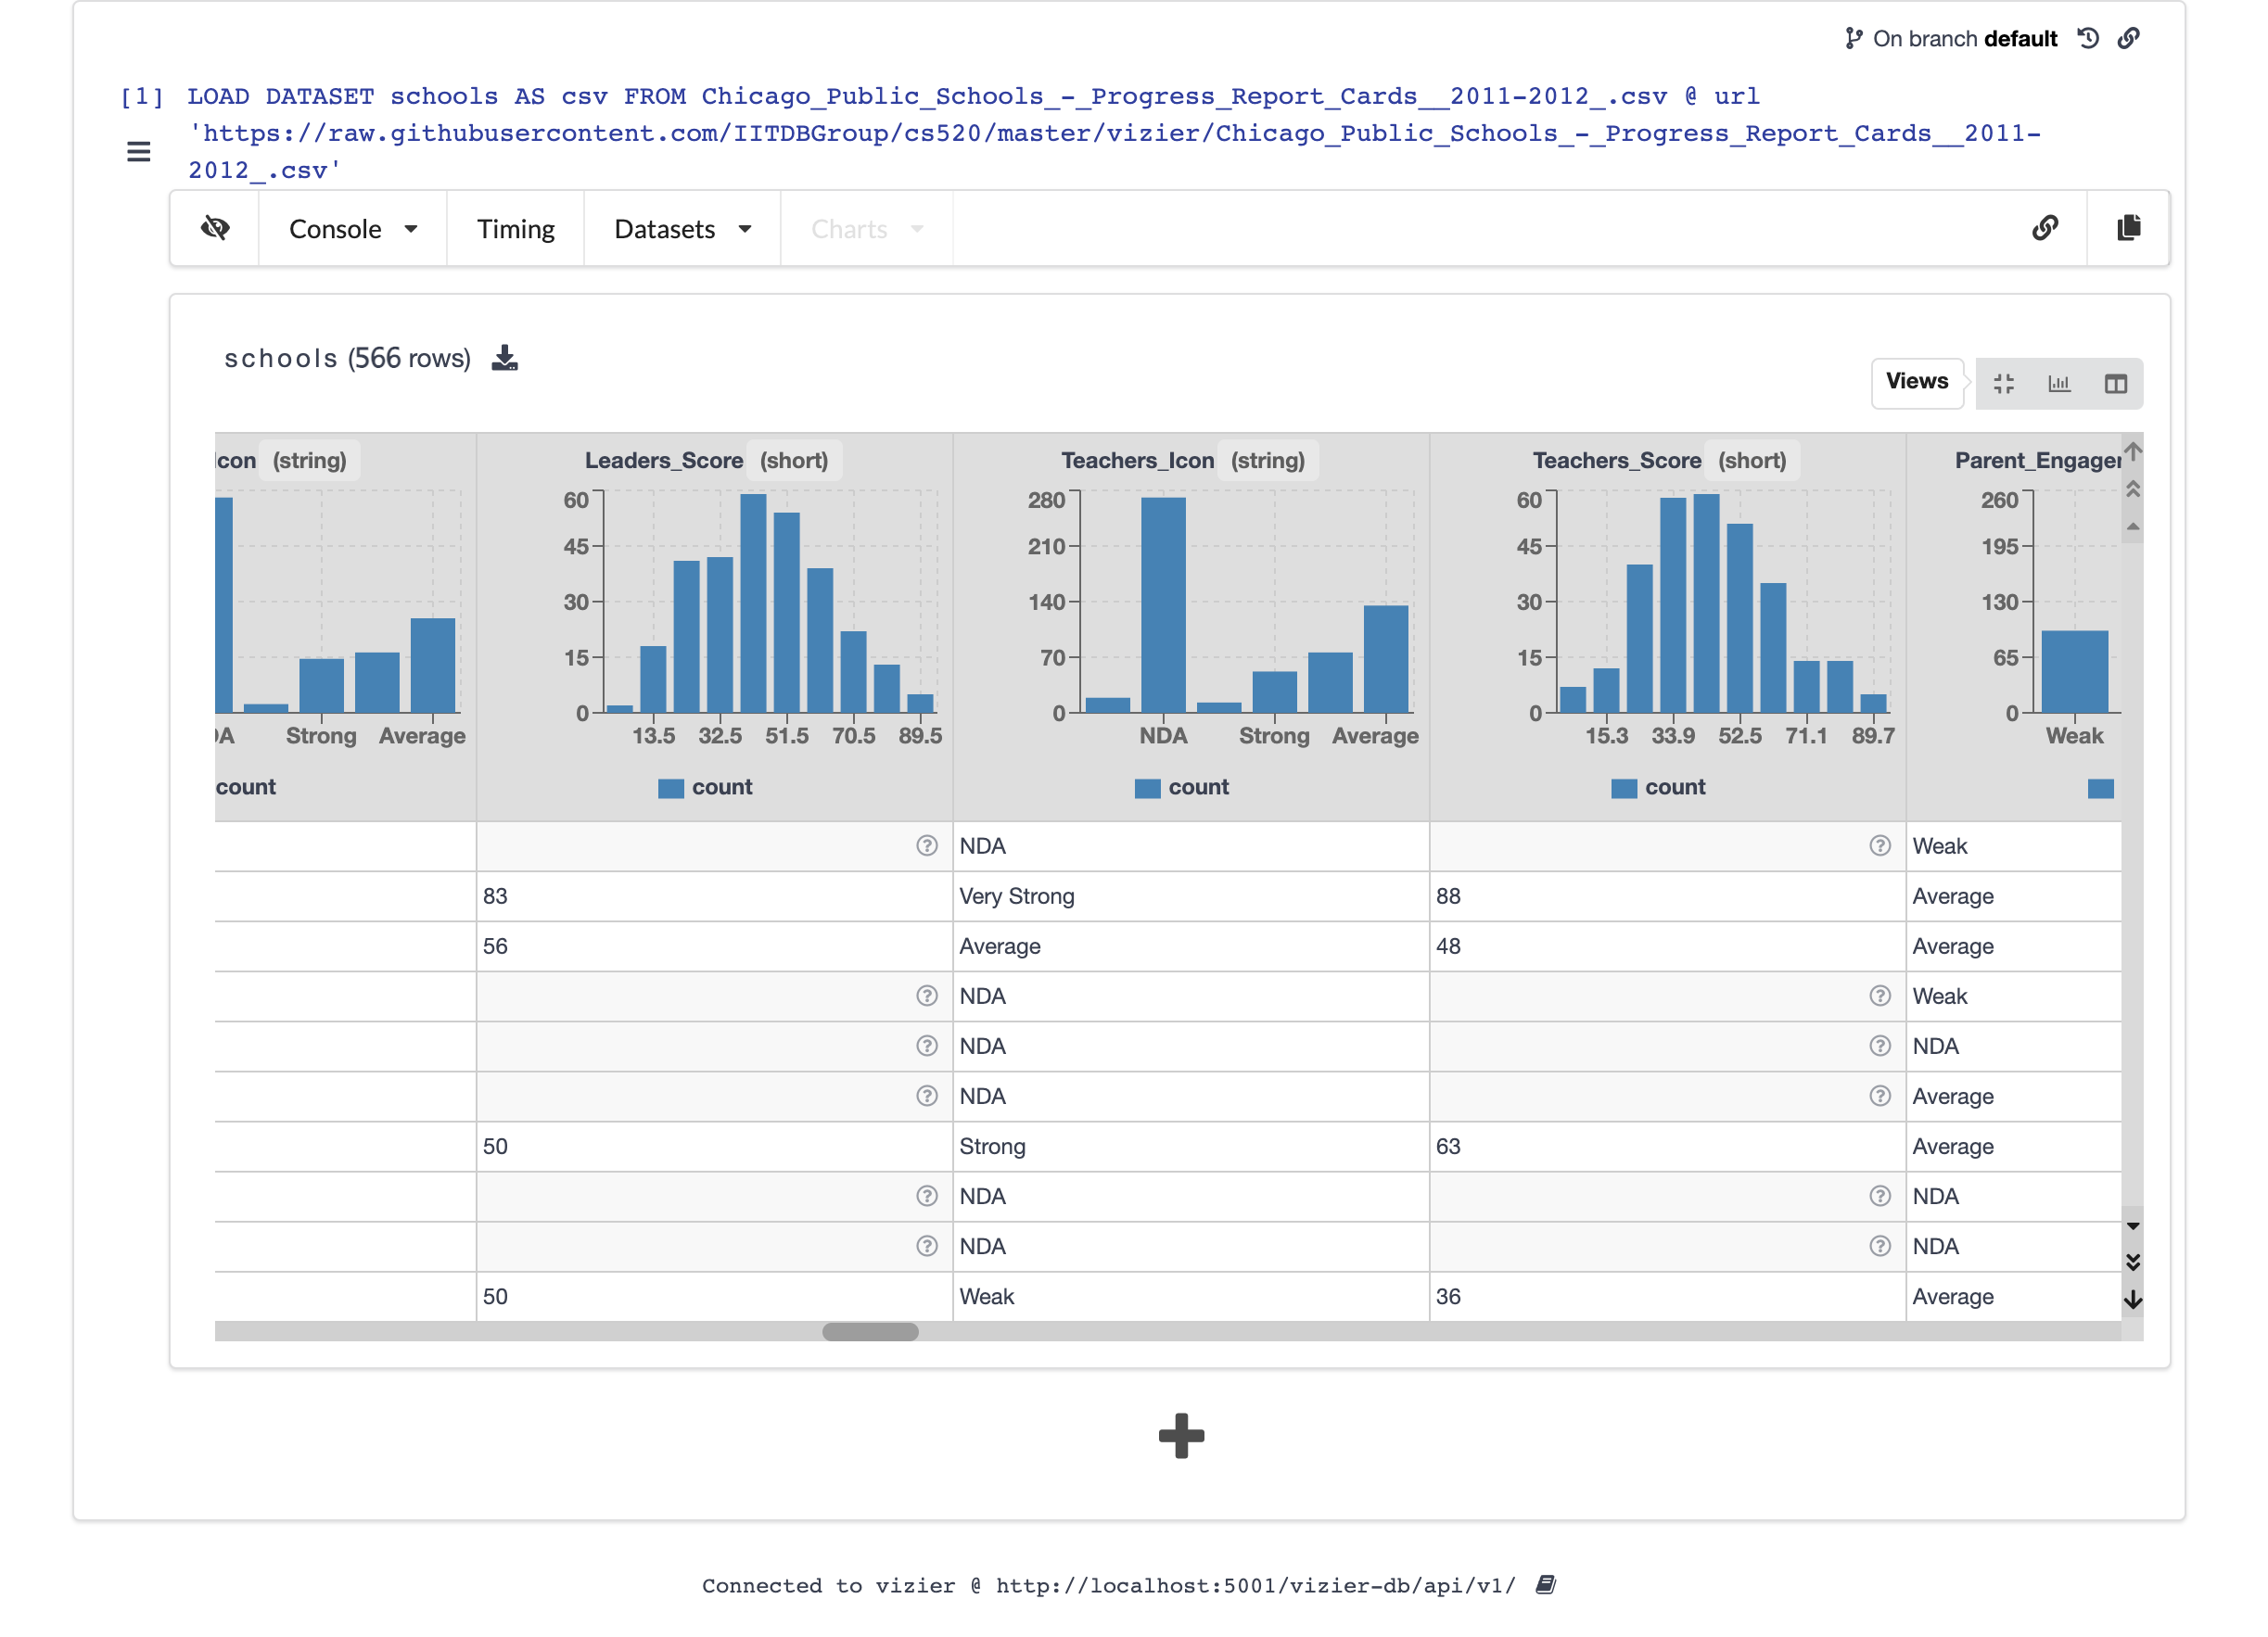 On branch default
[1] LOAD DATASET schools AS csv FROM Chicago_Public_Schools_-_Progress_Report_Cards__2011-2012_.csv @ url
'https://raw.githubusercontent.com/IITDBGroup/cs520/master/vizier/Chicago_Public_Schools_-_Progress_Report_Cards__2011-
2012_.csv'
Console Timing Datasets Charts
schools (566 rows)
Views
Icon (string) Leaders_Score (short) Teachers_Icon (string) Teachers_Score (short) Parent_Engagem
60 280 60 260
45 210 45 195
30 140 30 130
15 70 15 65
0 0 0 0
DA Strong Average 13.5 32.5 51.5 70.5 89.5 NDA Strong Average 15.3 33.9 52.5 71.1 89.7 Weak
count count count count
? NDA ? Weak
83 Very Strong 88 Average
56 Average 48 Average
? NDA ? Weak
? NDA ? NDA
? NDA ? Average
50 Strong 63 Average
? NDA ? NDA
? NDA ? NDA
50 Weak 36 Average
Connected to vizier @ http://localhost:5001/vizier-db/api/v1/